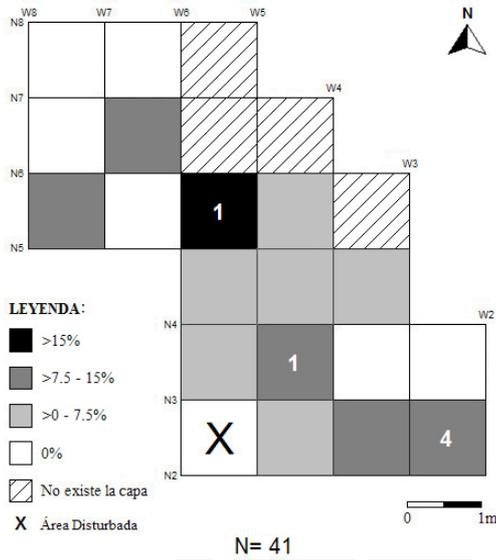 W8 W7 W6 W5
N8
N
N7
W4
N6
W3
1
N5
LEYENDA:
N4
W2
>15%
>7.5 - 15%
1
>0 - 7.5%
N3
0%
X
4
N2
No existe la capa
X Área Disturbada
0 1m
N= 41